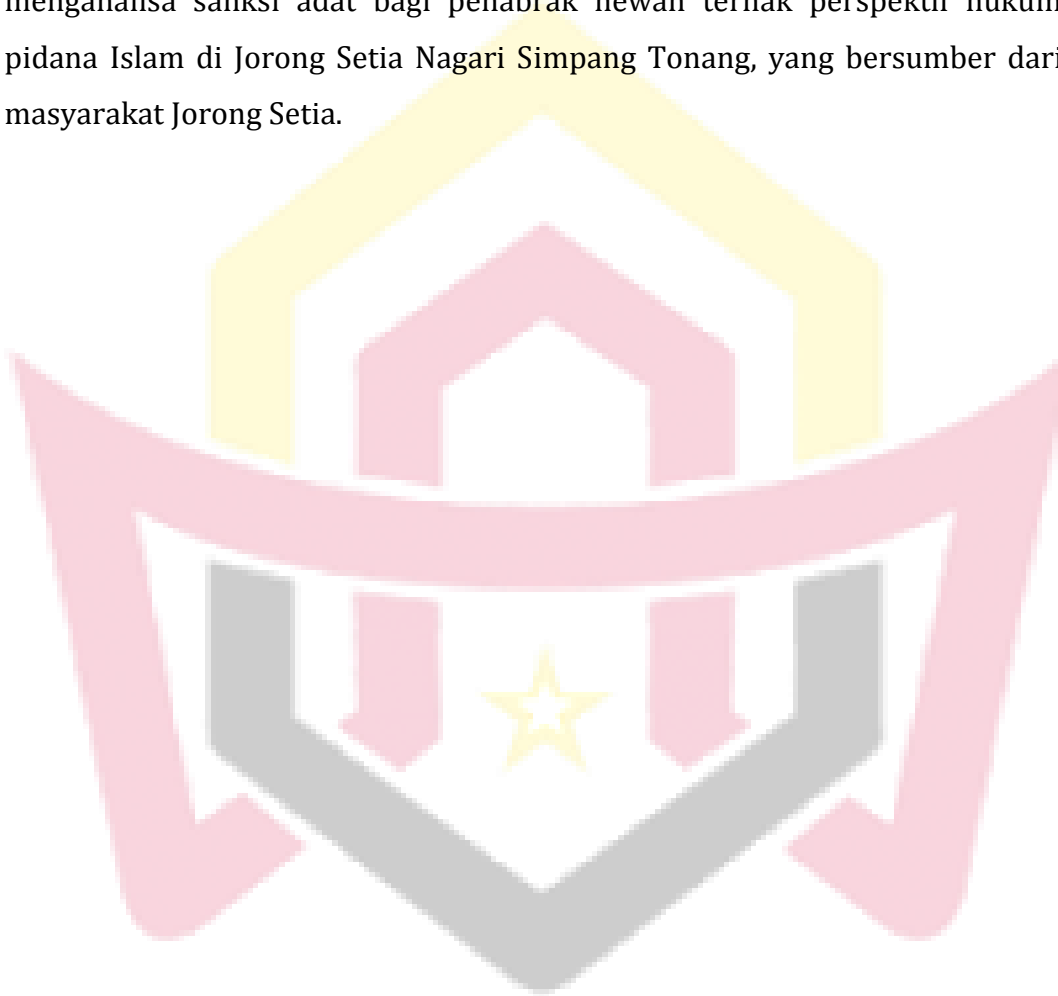 menganalisa sanksi adat bagi penabrak hewan ternak perspektif hukum
pidana Islam di Jorong Setia Nagari Simpang Tonang, yang bersumber dari
masyarakat Jorong Setia.